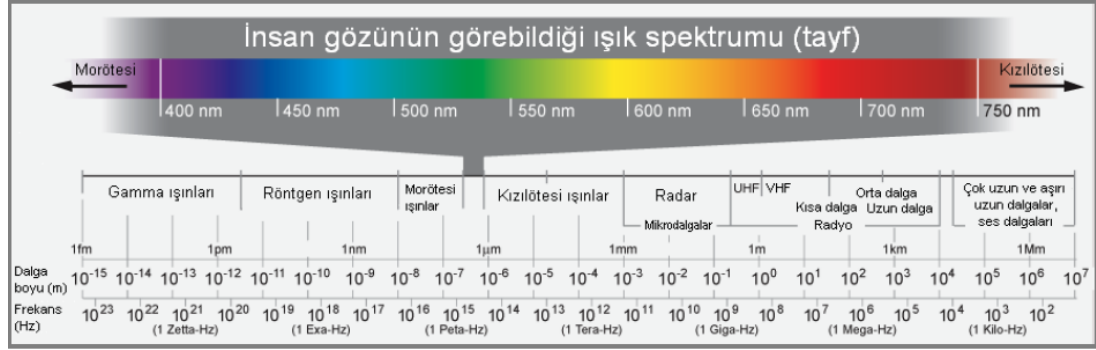 İnsan gözünün görebildiği ışık spektrumu (tayf)
Morötesi
Kızılötesi
400 nm 450 nm 500 nm 550 nm 600 nm 650 nm 700 nm 750 nm
Gamma ışınları
Röntgen ışınları
Morötesi
ışınlar
Kızılötesi ışınlar
Radar
Mikrodalgalar
UHF VHF
Kısa dalga
Orta dalga
Uzun dalga
Radyo
Çok uzun ve aşırı
uzun dalgalar,
ses dalgaları
1fm 1pm 1nm 1µm 1mm 1m 1km 1Mm
Dalga
boyu (m)
10⁻¹⁵ 10⁻¹⁴ 10⁻¹³ 10⁻¹² 10⁻¹¹ 10⁻¹⁰ 10⁻⁹ 10⁻⁸ 10⁻⁷ 10⁻⁶ 10⁻⁵ 10⁻⁴ 10⁻³ 10⁻² 10⁻¹ 10⁰ 10¹ 10² 10³ 10⁴ 10⁵ 10⁶ 10⁷
Frekans
(Hz)
10²³ 10²² 10²¹ 10²⁰ 10¹⁹ 10¹⁸ 10¹⁷ 10¹⁶ 10¹⁵ 10¹⁴ 10¹³ 10¹² 10¹¹ 10¹⁰ 10⁹ 10⁸ 10⁷ 10⁶ 10⁵ 10⁴ 10³ 10²
(1 Zetta-Hz) (1 Exa-Hz) (1 Peta-Hz) (1 Tera-Hz) (1 Giga-Hz) (1 Mega-Hz) (1 Kilo-Hz)